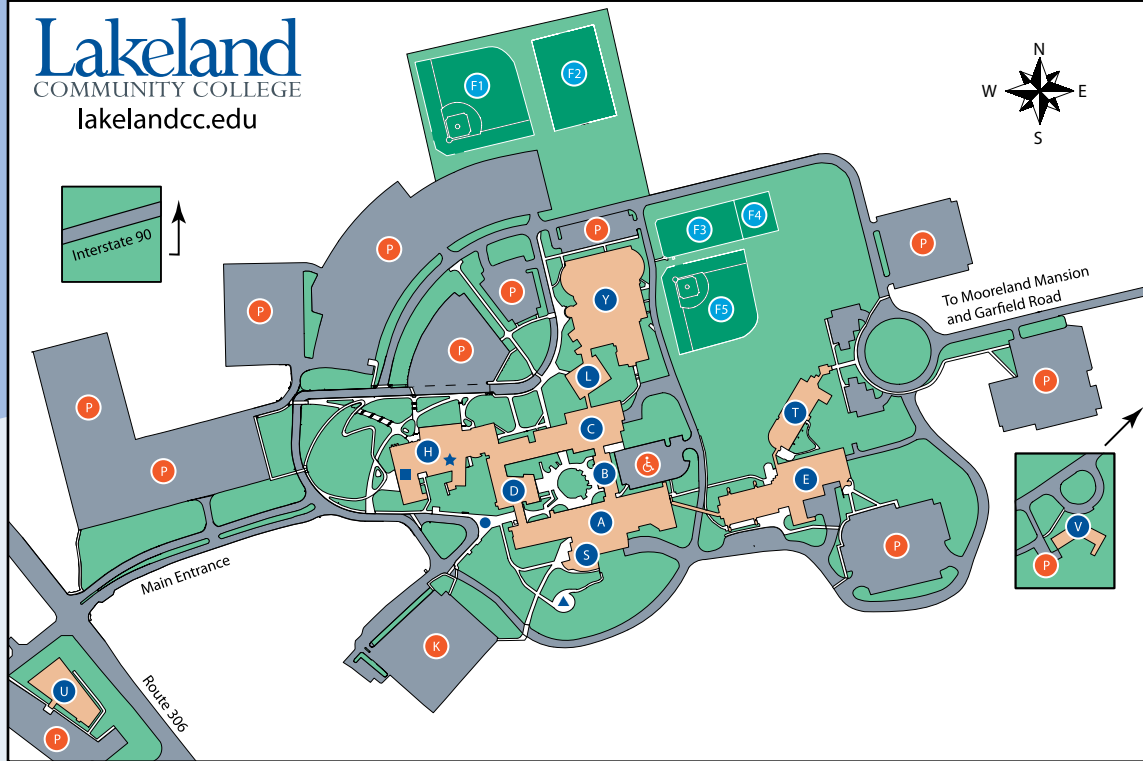 Lakeland
COMMUNITY COLLEGE
lakelandcc.edu
N
W
E
S
F1
F2
F3
F4
F5
Interstate 90
P
P
P
P
P
P
P
P
P
To Mooreland Mansion
and Garfield Road
P
Y
L
C
H
T
B
D
E
A
S
P
V
P
Main Entrance
K
Route 306
U
P